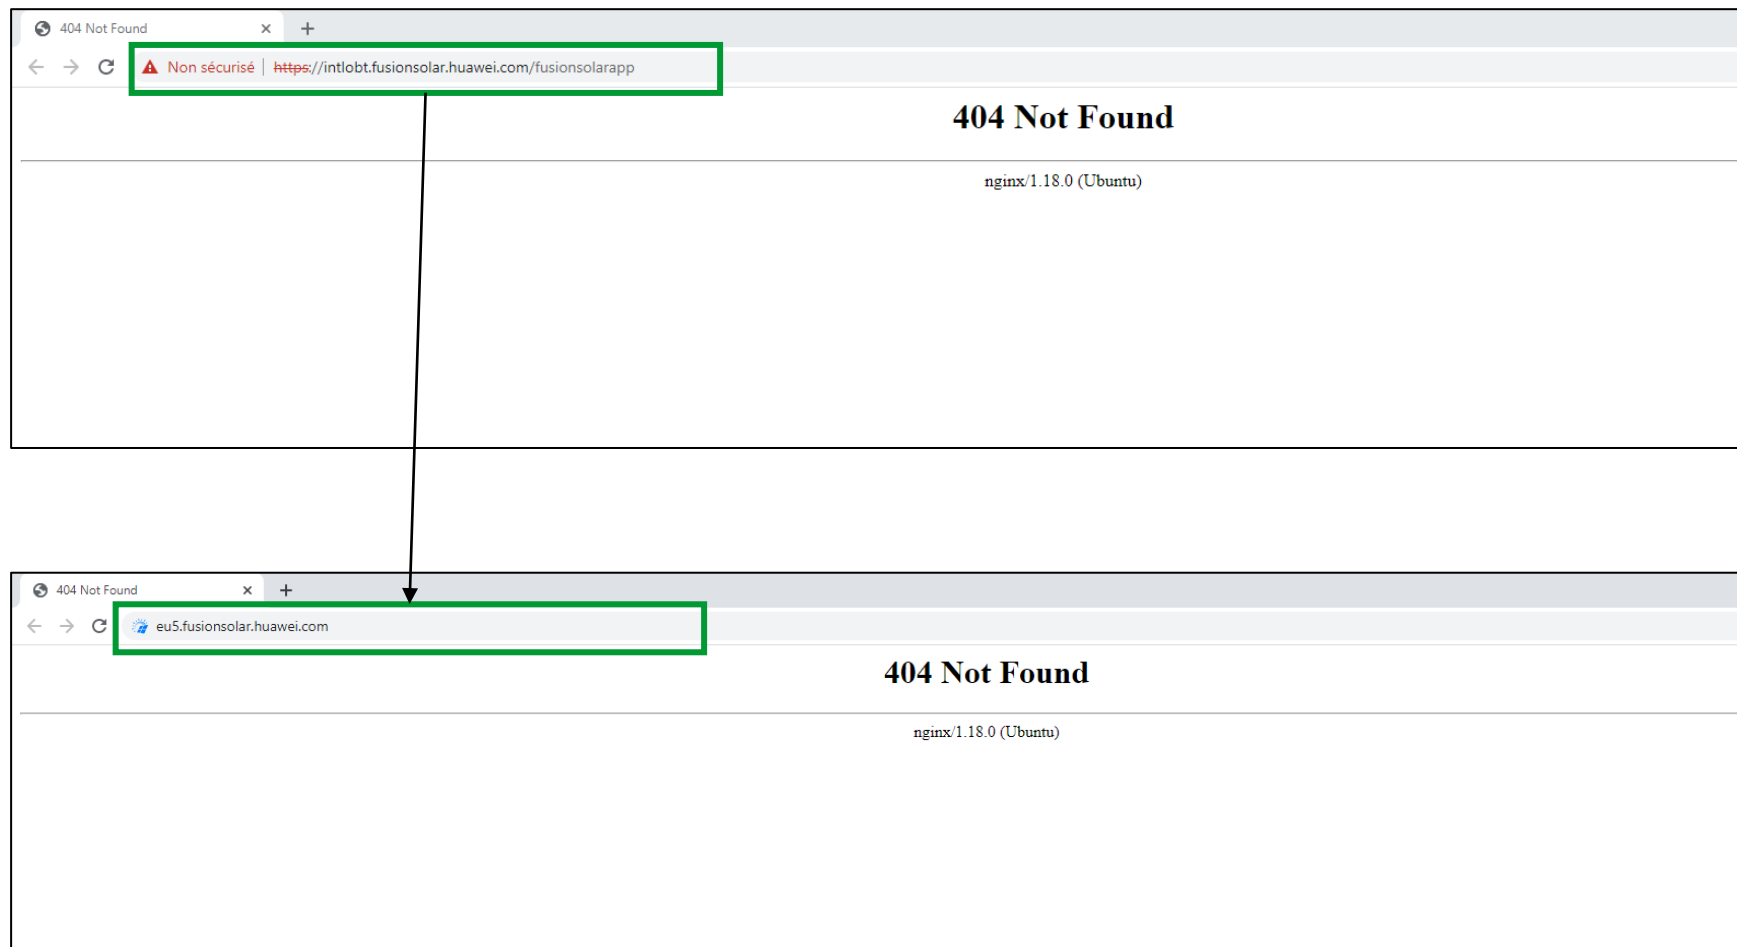 404 Not Found
Non sécurisé | https://intlobt.fusionsolar.huawei.com/fusionsolarapp
404 Not Found
nginx/1.18.0 (Ubuntu)
404 Not Found
eu5.fusionsolar.huawei.com
404 Not Found
nginx/1.18.0 (Ubuntu)